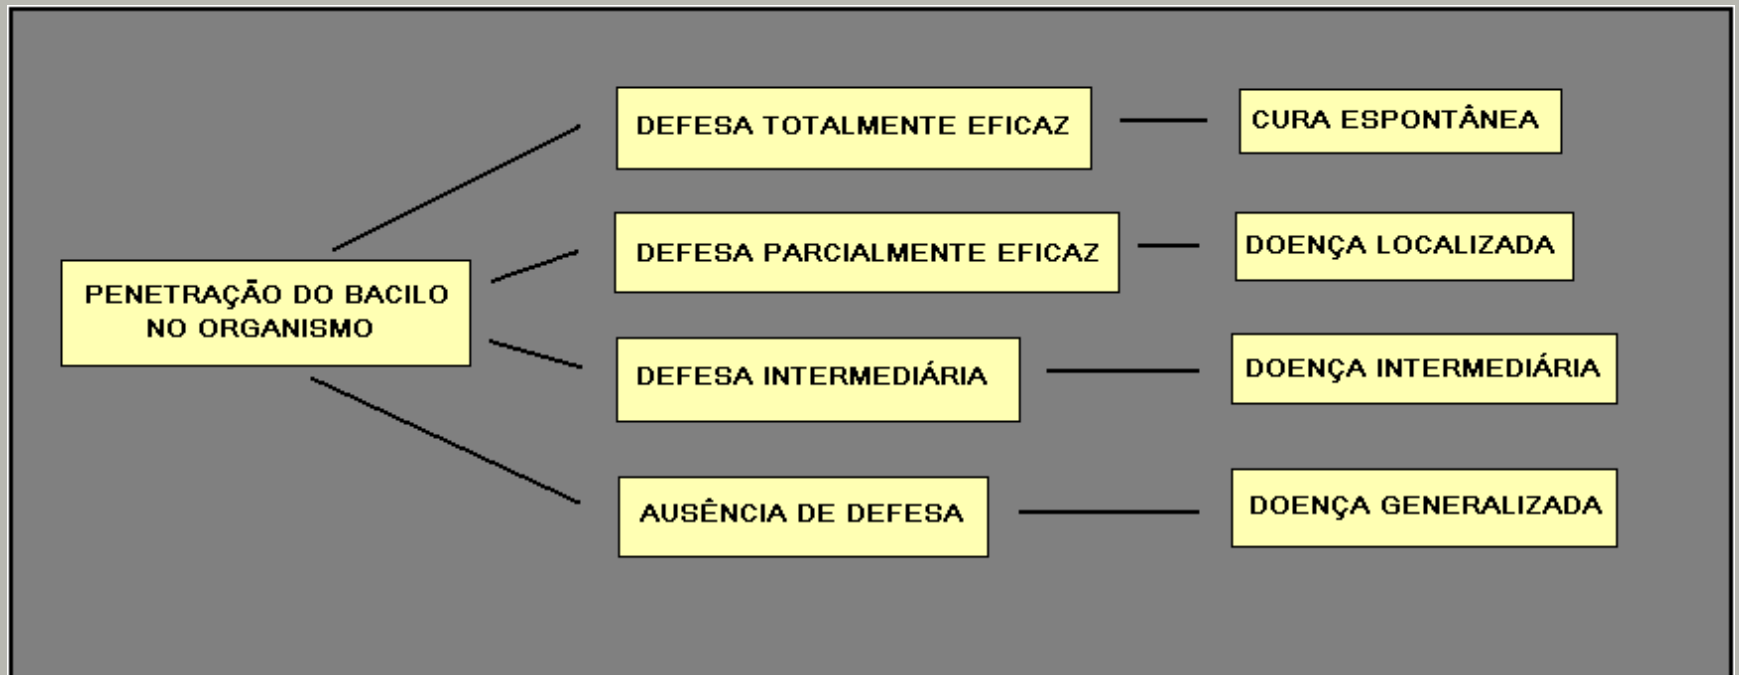 DEFESA TOTALMENTE EFICAZ
CURA ESPONTÂNEA
DEFESA PARCIALMENTE EFICAZ
DOENÇA LOCALIZADA
PENETRAÇÃO DO BACILO
NO ORGANISMO
DEFESA INTERMEDIÁRIA
DOENÇA INTERMEDIÁRIA
AUSÊNCIA DE DEFESA
DOENÇA GENERALIZADA